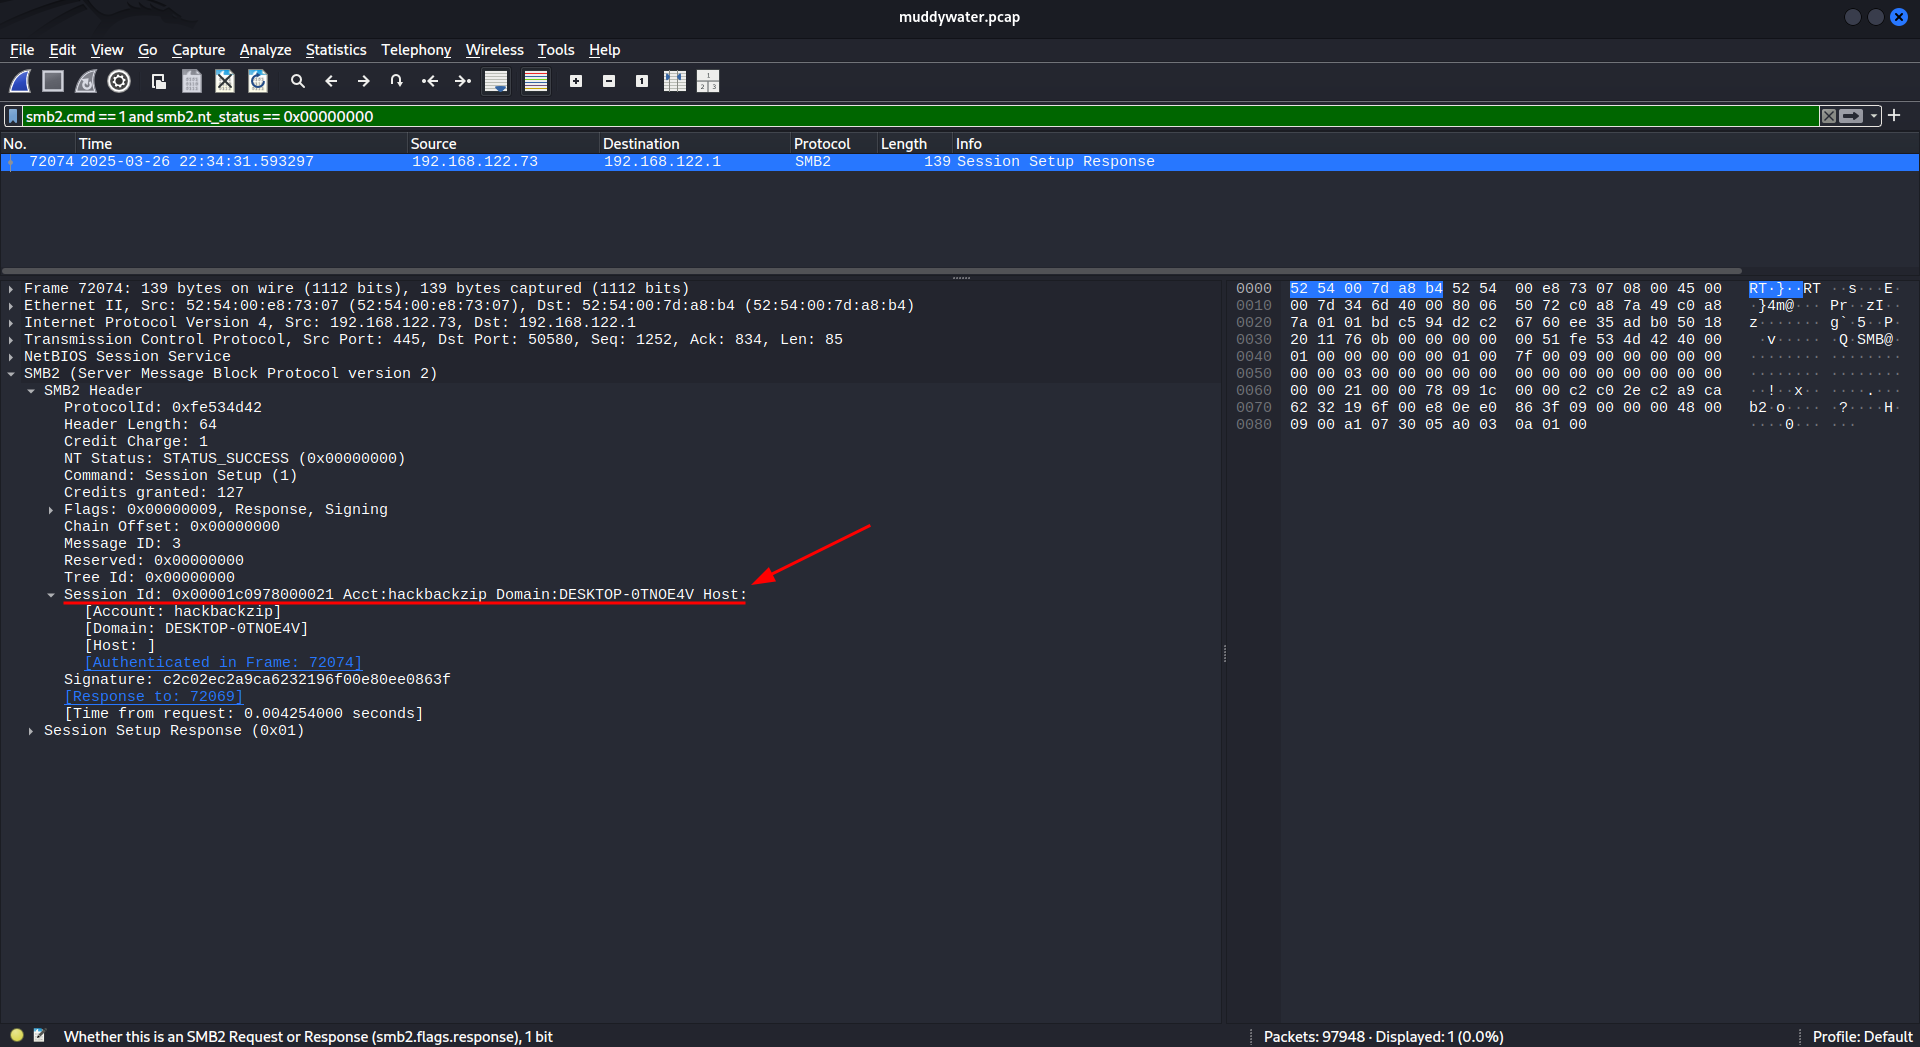 muddywater.pcap
File Edit View Go Capture Analyze Statistics Telephony Wireless Tools Help
smb2.cmd == 1 and smb2.nt_status == 0x00000000
No. Time Source Destination Protocol Length Info
72074 2025-03-26 22:34:31.593297 192.168.122.73 192.168.122.1 SMB2 139 Session Setup Response
Frame 72074: 139 bytes on wire (1112 bits), 139 bytes captured (1112 bits)
Ethernet II, Src: 52:54:00:e8:73:07 (52:54:00:e8:73:07), Dst: 52:54:00:7d:a8:b4 (52:54:00:7d:a8:b4)
Internet Protocol Version 4, Src: 192.168.122.73, Dst: 192.168.122.1
Transmission Control Protocol, Src Port: 445, Dst Port: 50580, Seq: 1252, Ack: 834, Len: 85
NetBIOS Session Service
SMB2 (Server Message Block Protocol version 2)
SMB2 Header
ProtocolId: 0xfe534d42
Header Length: 64
Credit Charge: 1
NT Status: STATUS_SUCCESS (0x00000000)
Command: Session Setup (1)
Credits granted: 127
Flags: 0x00000009, Response, Signing
Chain Offset: 0x00000000
Message ID: 3
Reserved: 0x00000000
Tree Id: 0x00000000
Session Id: 0x00001c0978000021 Acct:hackbackzip Domain:DESKTOP-0TNOE4V Host:
[Account: hackbackzip]
[Domain: DESKTOP-0TNOE4V]
[Host: ]
[Authenticated in Frame: 72074]
Signature: c2c02ec2a9ca6232196f00e80ee0863f
[Response to: 72069]
[Time from request: 0.004254000 seconds]
Session Setup Response (0x01)
0000 52 54 00 7d a8 b4 52 54 00 e8 73 07 08 00 45 00 RT·}··RT ··s···E·
0010 00 7d 34 6d 40 00 80 06 50 72 c0 a8 7a 49 c0 a8 ·}4m@··· Pr··zI··
0020 7a 01 01 bd c5 94 d2 c2 67 60 ee 35 ad b0 50 18 z······· g`·5··P·
0030 20 11 76 0b 00 00 00 00 00 51 fe 53 4d 42 40 00 ·v····· ·Q·SMB@·
0040 01 00 00 00 00 00 01 00 7f 00 09 00 00 00 00 00 ········ ········
0050 00 00 03 00 00 00 00 00 00 00 00 00 00 00 00 00 ········ ········
0060 00 00 21 00 00 78 09 1c 00 00 c2 c0 2e c2 a9 ca ··!··x·· ····.···
0070 62 32 19 6f 00 e8 0e e0 86 3f 09 00 00 00 48 00 b2·o···· ·?····H·
0080 09 00 a1 07 30 05 a0 03 0a 01 00 ····0··· ···
Whether this is an SMB2 Request or Response (smb2.flags.response), 1 bit
Packets: 97948 · Displayed: 1 (0.0%)
Profile: Default